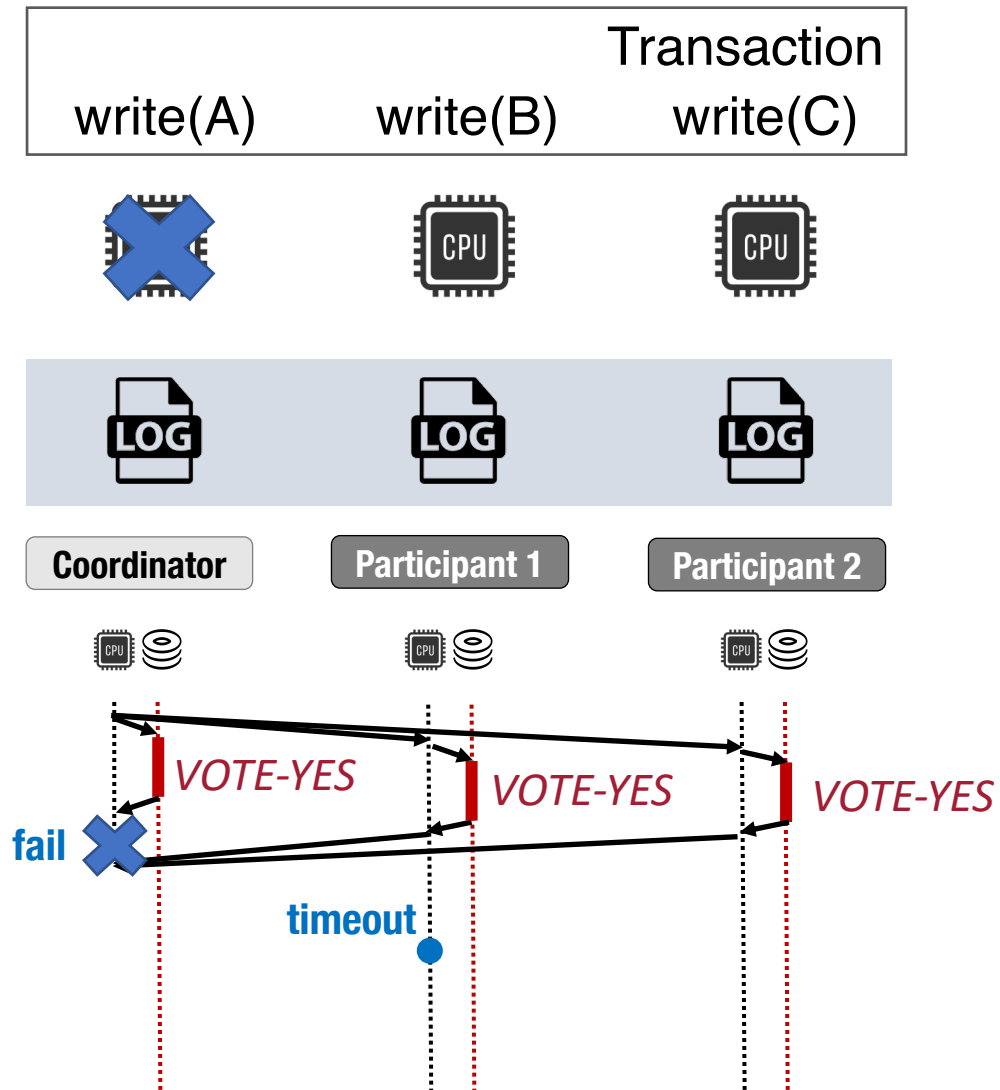 Transaction
write(A) write(B) write(C)
CPU CPU
LOG LOG LOG
Coordinator Participant 1 Participant 2
CPU CPU CPU
VOTE-YES VOTE-YES VOTE-YES
fail
timeout